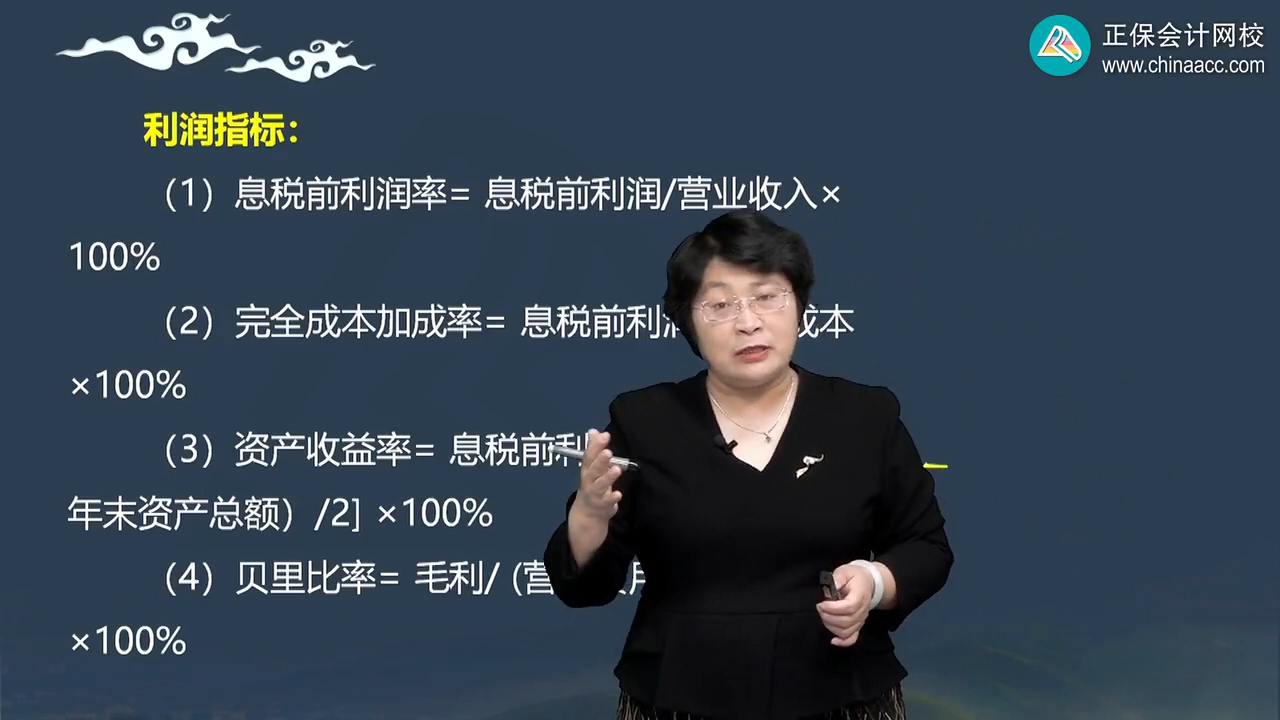 正保会计网校
www.chinaacc.com
利润指标：
（1）息税前利润率= 息税前利润/营业收入×
100%
（2）完全成本加成率= 息税前利 成本
×100%
（3）资产收益率= 息税前利
年末资产总额）/2] ×100%
（4）贝里比率= 毛利/ (营
×100%